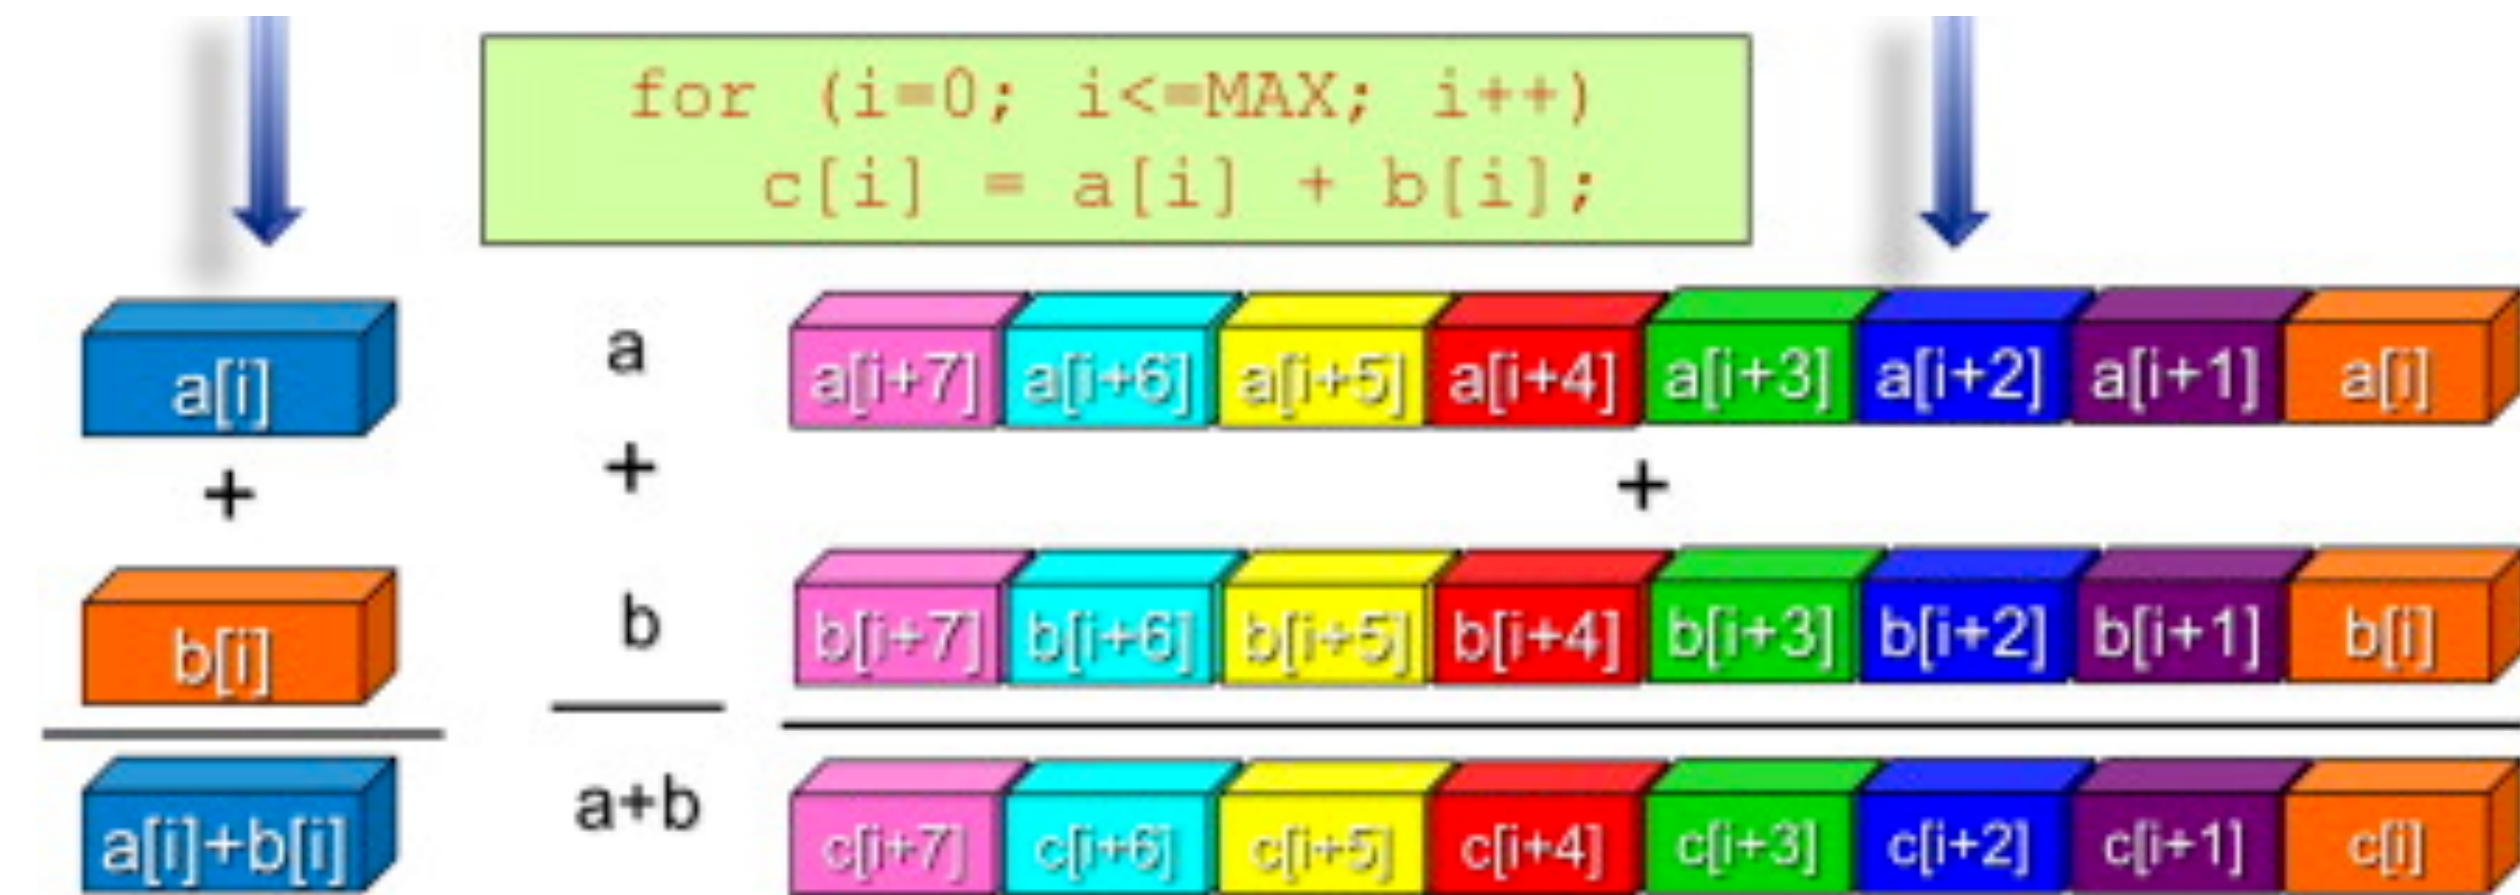 for (i=0; i<=MAX; i++)
c[i] = a[i] + b[i];
a[i]
+
b[i]
a[i]+b[i]
a
+
b
a+b
a[i+7] a[i+6] a[i+5] a[i+4] a[i+3] a[i+2] a[i+1] a[i]
+
b[i+7] b[i+6] b[i+5] b[i+4] b[i+3] b[i+2] b[i+1] b[i]
c[i+7] c[i+6] c[i+5] c[i+4] c[i+3] c[i+2] c[i+1] c[i]